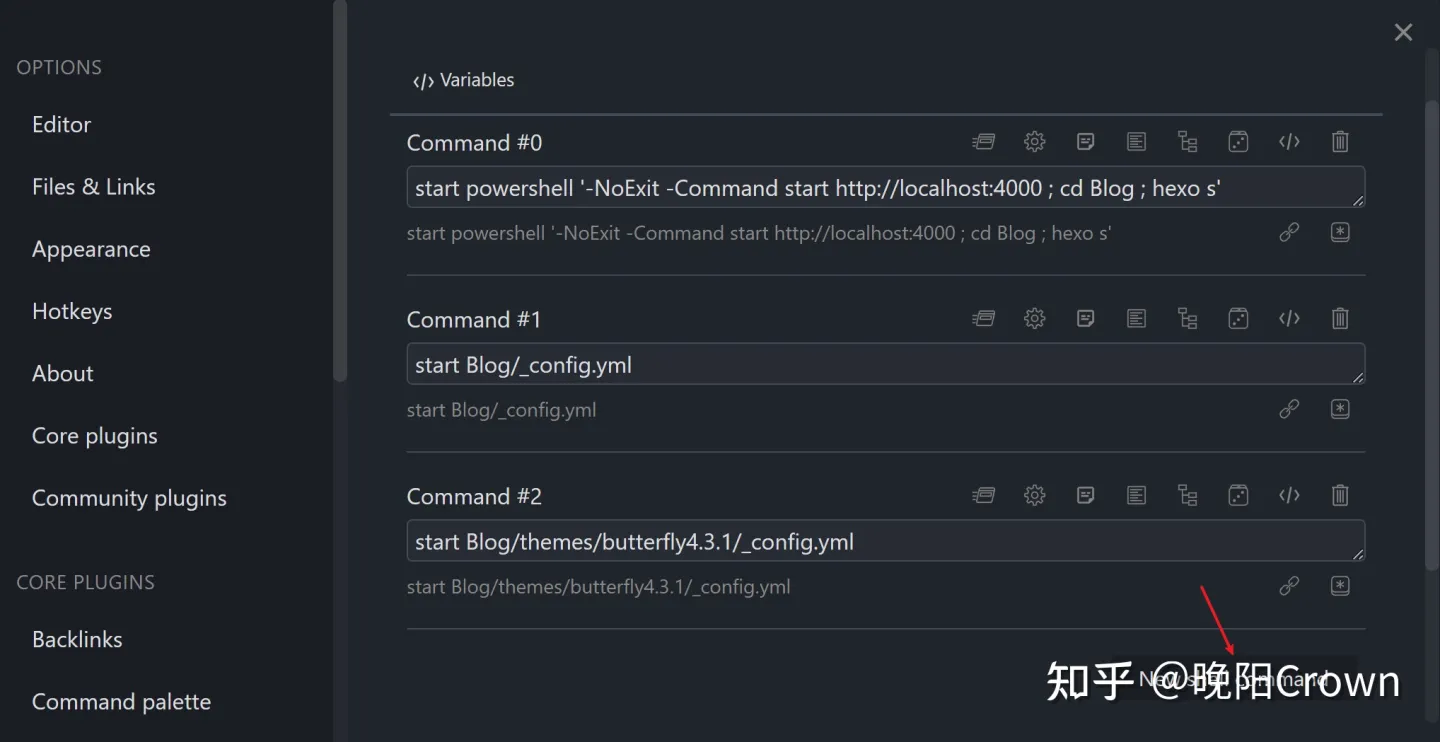 OPTIONS
Editor
Files & Links
Appearance
Hotkeys
About
Core plugins
Community plugins
CORE PLUGINS
Backlinks
Command palette
</> Variables
Command #0
start powershell '-NoExit -Command start http://localhost:4000 ; cd Blog ; hexo s'
start powershell '-NoExit -Command start http://localhost:4000 ; cd Blog ; hexo s'
Command #1
start Blog/_config.yml
start Blog/_config.yml
Command #2
start Blog/themes/butterfly4.3.1/_config.yml
start Blog/themes/butterfly4.3.1/_config.yml
New shell command
知乎 @晚阳Crown